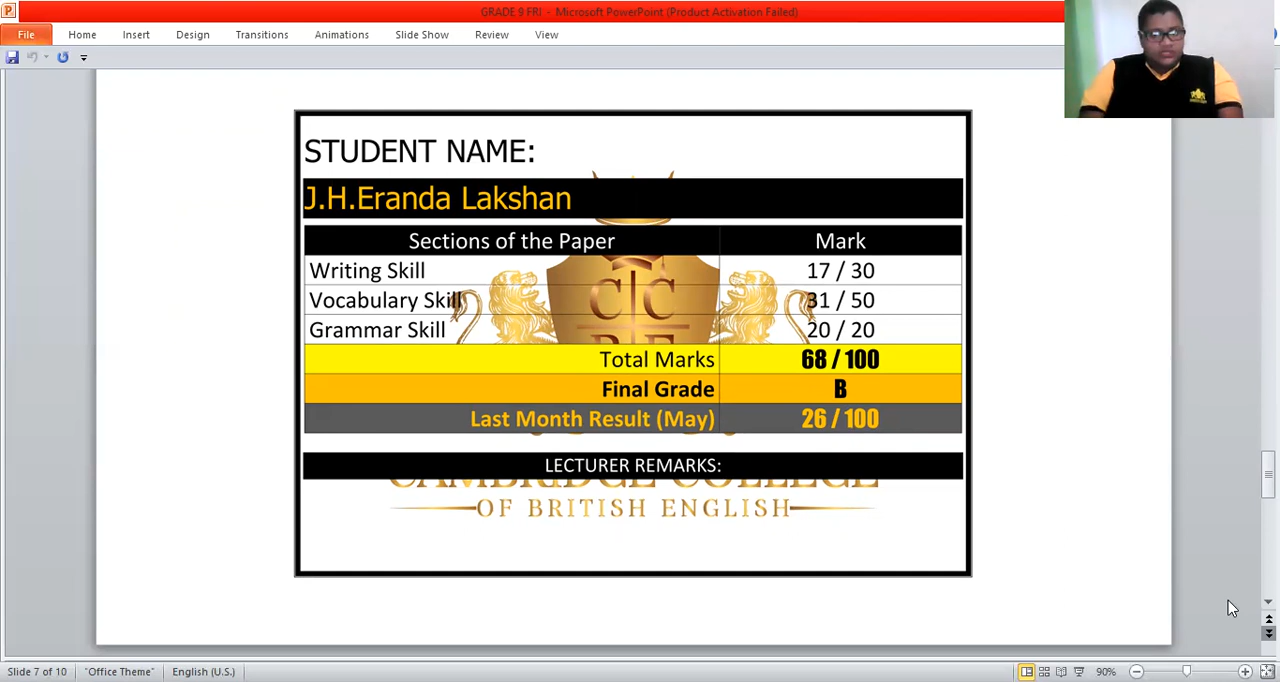 GRADE 9 FRI - Microsoft PowerPoint (Product Activation Failed)
File Home Insert Design Transitions Animations Slide Show Review View
STUDENT NAME:
J.H.Eranda Lakshan
Sections of the Paper Mark
Writing Skill 17 / 30
Vocabulary Skill 31 / 50
Grammar Skill 20 / 20
Total Marks 68 / 100
Final Grade B
Last Month Result (May) 26 / 100
LECTURER REMARKS:
CAMBRIDGE COLLEGE
OF BRITISH ENGLISH
C C
B E
Slide 7 of 10 "Office Theme" English (U.S.) 90%